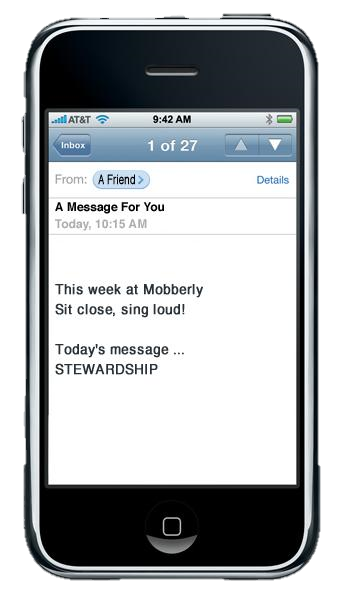 AT&T 9:42 AM
Inbox 1 of 27
From: A Friend > Details
A Message For You
Today, 10:15 AM
This week at Mobberly
Sit close, sing loud!
Today's message ...
STEWARDSHIP